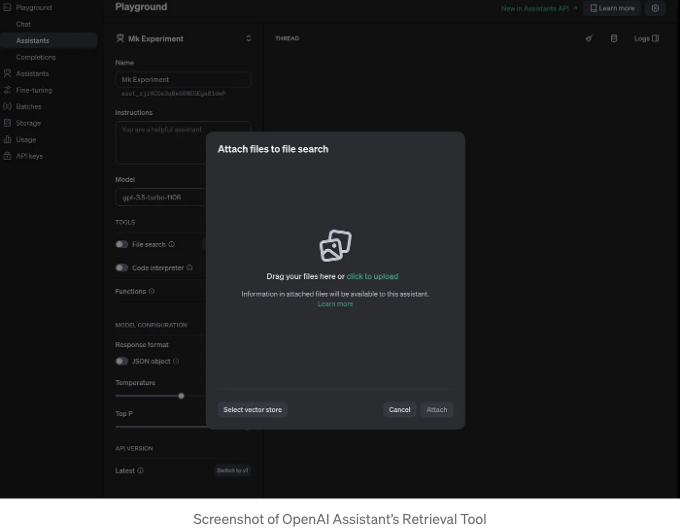 Playground
Chat
Assistants
Completions
Assistants
Fine-tuning
Batches
Storage
Usage
API keys
Playground
New in Assistants API
Learn more
Mk Experiment
THREAD
Logs
Name
Mk Experiment
Instructions
You are a helpful assistant.
Model
gpt-3.5-turbo-1106
TOOLS
File search
Code interpreter
Functions
MODEL CONFIGURATION
Response format
JSON object
Temperature
Top P
API VERSION
Latest
Switch to v1
Attach files to file search
Drag your files here or click to upload
Information in attached files will be available to this assistant.
Learn more
Select vector store
Cancel
Attach
Screenshot of OpenAI Assistant's Retrieval Tool